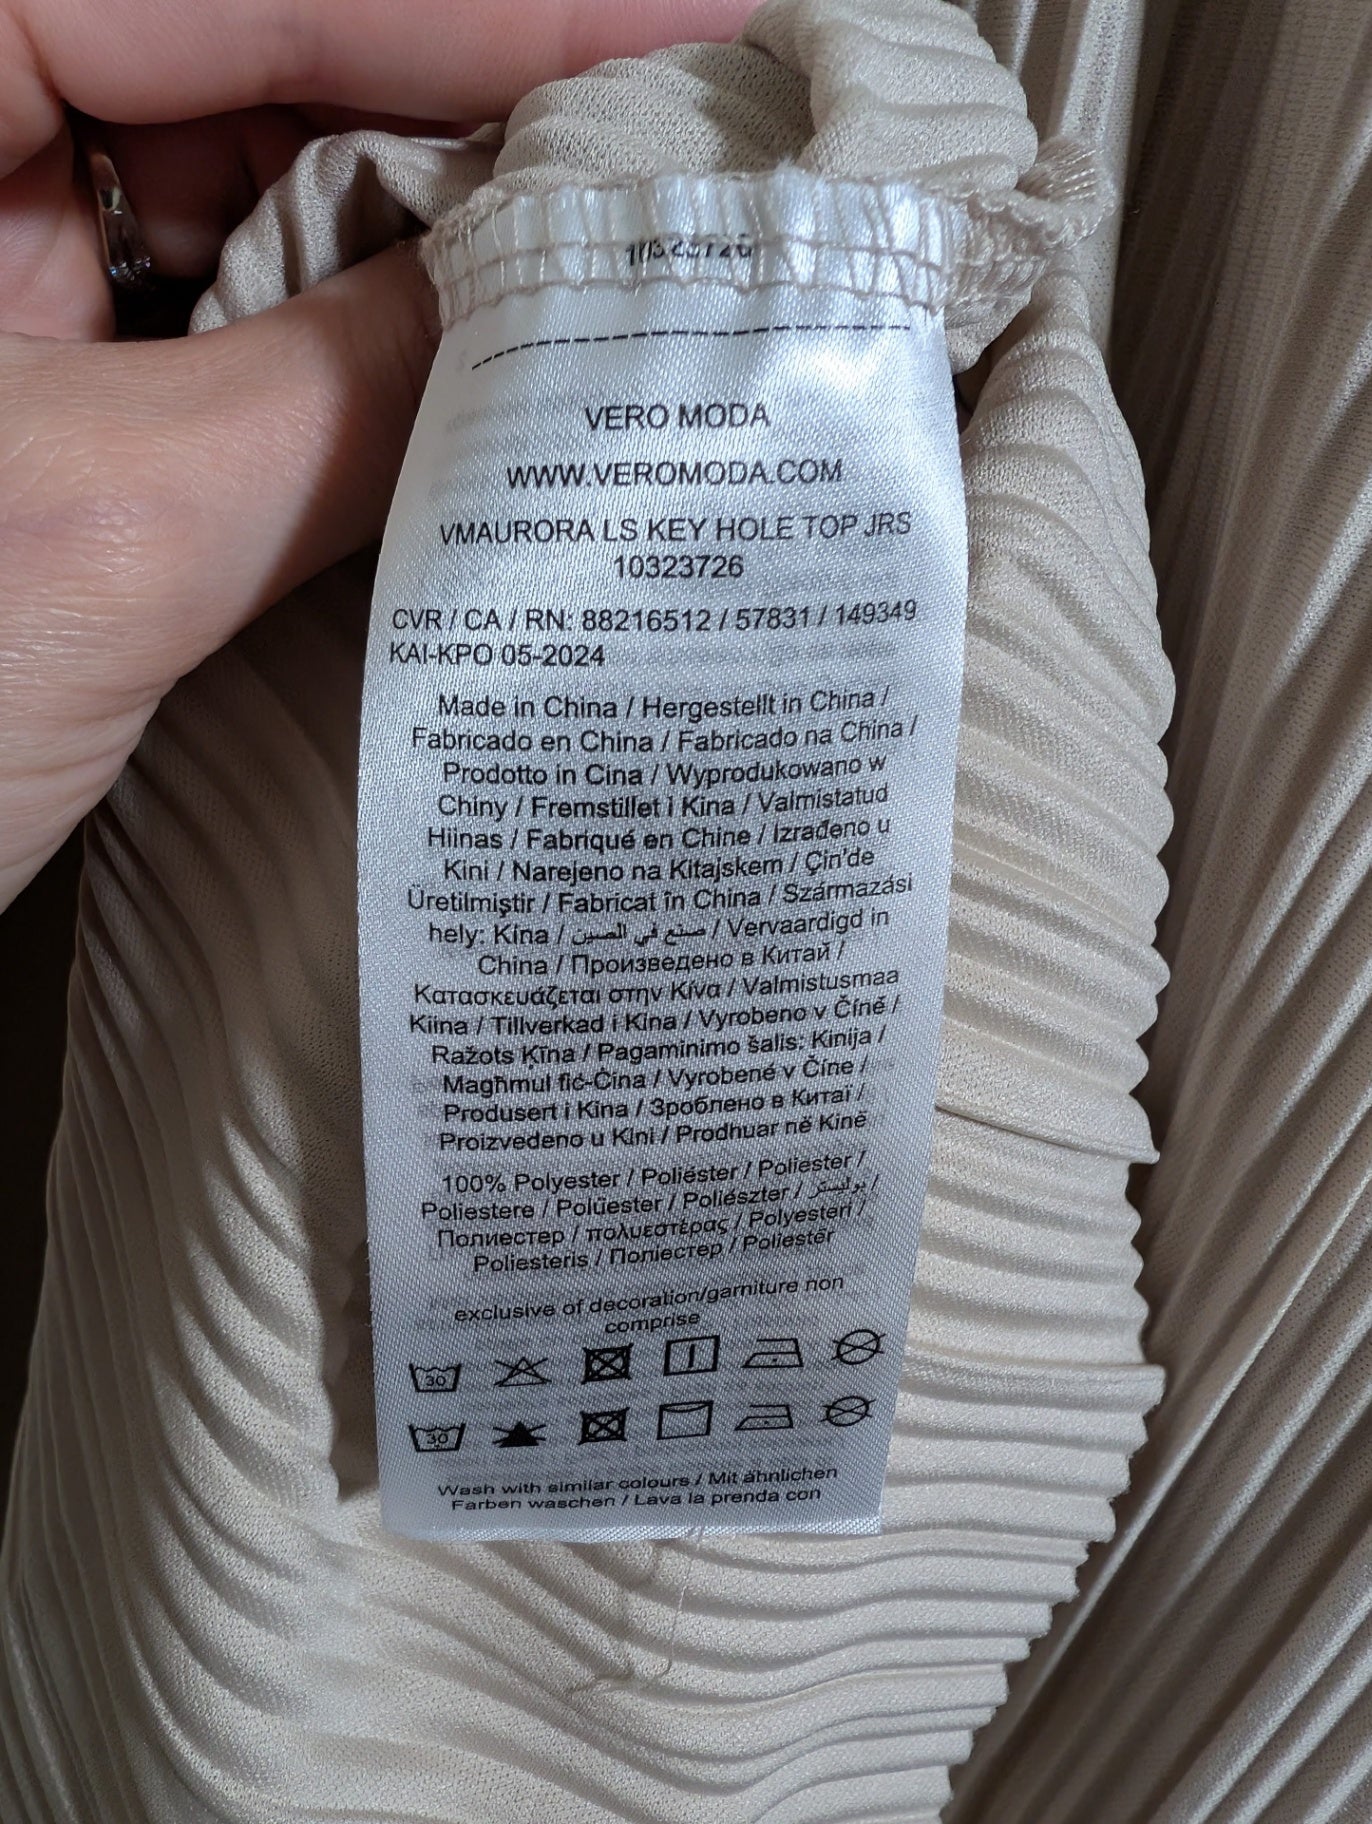 10323726
VERO MODA
WWW.VEROMODA.COM
VMAURORA LS KEY HOLE TOP JRS
10323726
CVR / CA / RN: 88216512 / 57831 / 149349
KAI-KPO 05-2024
Made in China / Hergestellt in China /
Fabricado en China / Fabricado na China /
Prodotto in Cina / Wyprodukowano w
Chiny / Fremstillet i Kina / Valmistatud
Hiinas / Fabriqué en Chine / Izrađeno u
Kini / Narejeno na Kitajskem / Çin'de
Üretilmiştir / Fabricat în China / Származási
hely: Kína / صنع في الصين / Vervaardigd in
China / Произведено в Китай /
Κατασκευάζεται στην Κίνα / Valmistusmaa
Kiina / Tillverkad i Kina / Vyrobeno v Číně /
Ražots Ķīna / Pagaminimo šalis: Kinija /
Magħmul fiċ-Ċina / Vyrobené v Číne /
Produsert i Kina / Зроблено в Китаї /
Proizvedeno u Kini / Prodhuar në Kinë
100% Polyester / Poliéster / Poliester /
Poliestere / Polüester / Poliészter / بوليستر /
Полиестер / πολυεστέρας / Polyesteri /
Poliesteris / Поліестер / Poliestër
exclusive of decoration/garniture non
comprise
30
30
Wash with similar colours / Mit ähnlichen
Farben waschen / Lava la prenda con